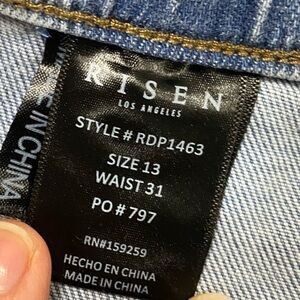 RISEN
LOS ANGELES
STYLE # RDP1463
SIZE 13
WAIST 31
PO # 797
RN#159259
HECHO EN CHINA
MADE IN CHINA
IN CHINA